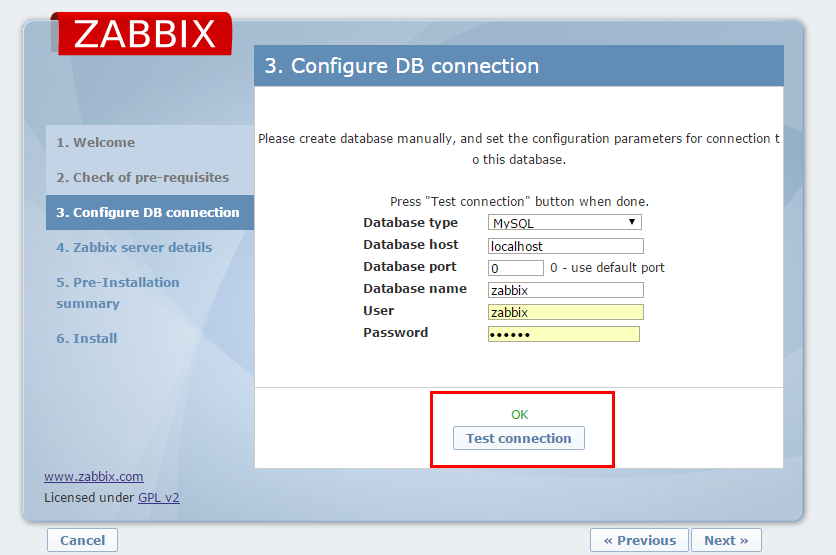 ZABBIX
3. Configure DB connection
1. Welcome
2. Check of pre-requisites
3. Configure DB connection
4. Zabbix server details
5. Pre-Installation
summary
6. Install
Please create database manually, and set the configuration parameters for connection t
o this database.
Press "Test connection" button when done.
Database type MySQL
Database host localhost
Database port 0 0 - use default port
Database name zabbix
User zabbix
Password ••••••
OK
Test connection
www.zabbix.com
Licensed under GPL v2
Cancel
« Previous Next »